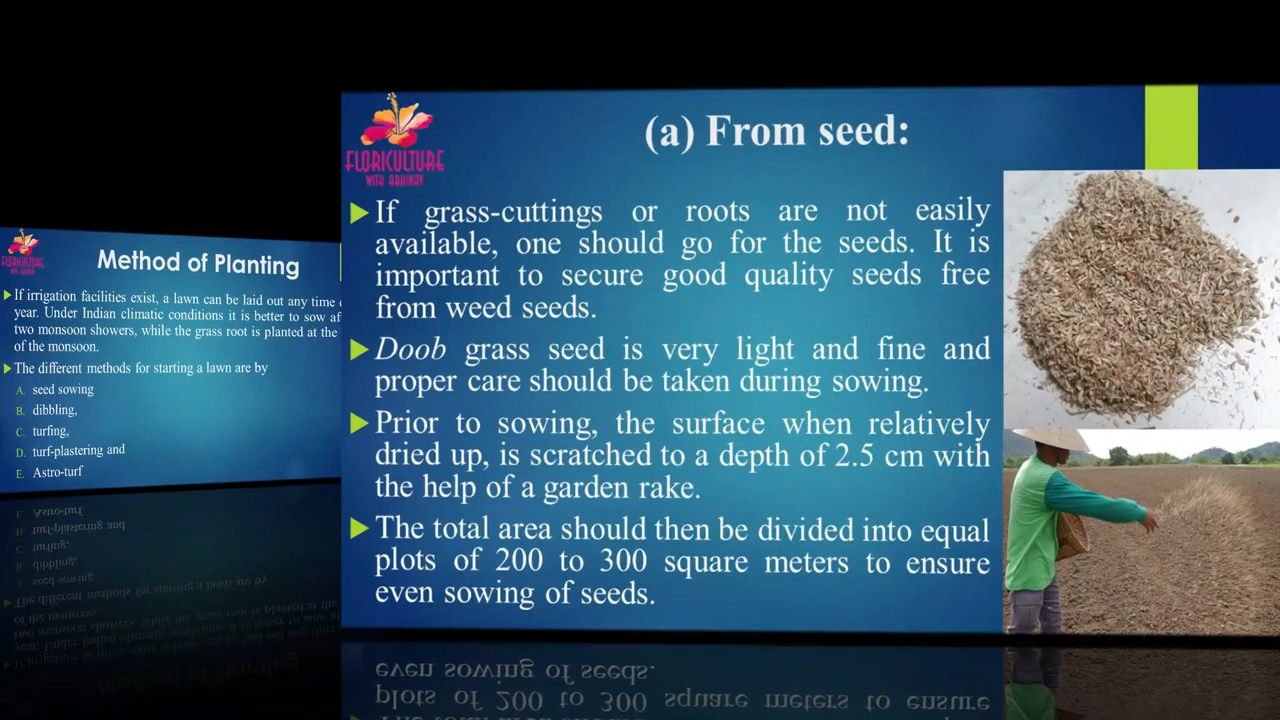 FLORICULTURE
WITH ABHINAV
Method of Planting
If irrigation facilities exist, a lawn can be laid out any time
year. Under Indian climatic conditions it is better to sow
two monsoon showers, while the grass root is planted at the
of the monsoon.
The different methods for starting a lawn are by
A. seed sowing
B. dibbling,
C. turfing,
D. turf-plastering and
E. Astro-turf
FLORICULTURE
WITH ABHINAV
(a) From seed:
If grass-cuttings or roots are not easily
available, one should go for the seeds. It is
important to secure good quality seeds free
from weed seeds.
Doob grass seed is very light and fine and
proper care should be taken during sowing.
Prior to sowing, the surface when relatively
dried up, is scratched to a depth of 2.5 cm with
the help of a garden rake.
The total area should then be divided into equal
plots of 200 to 300 square meters to ensure
even sowing of seeds.